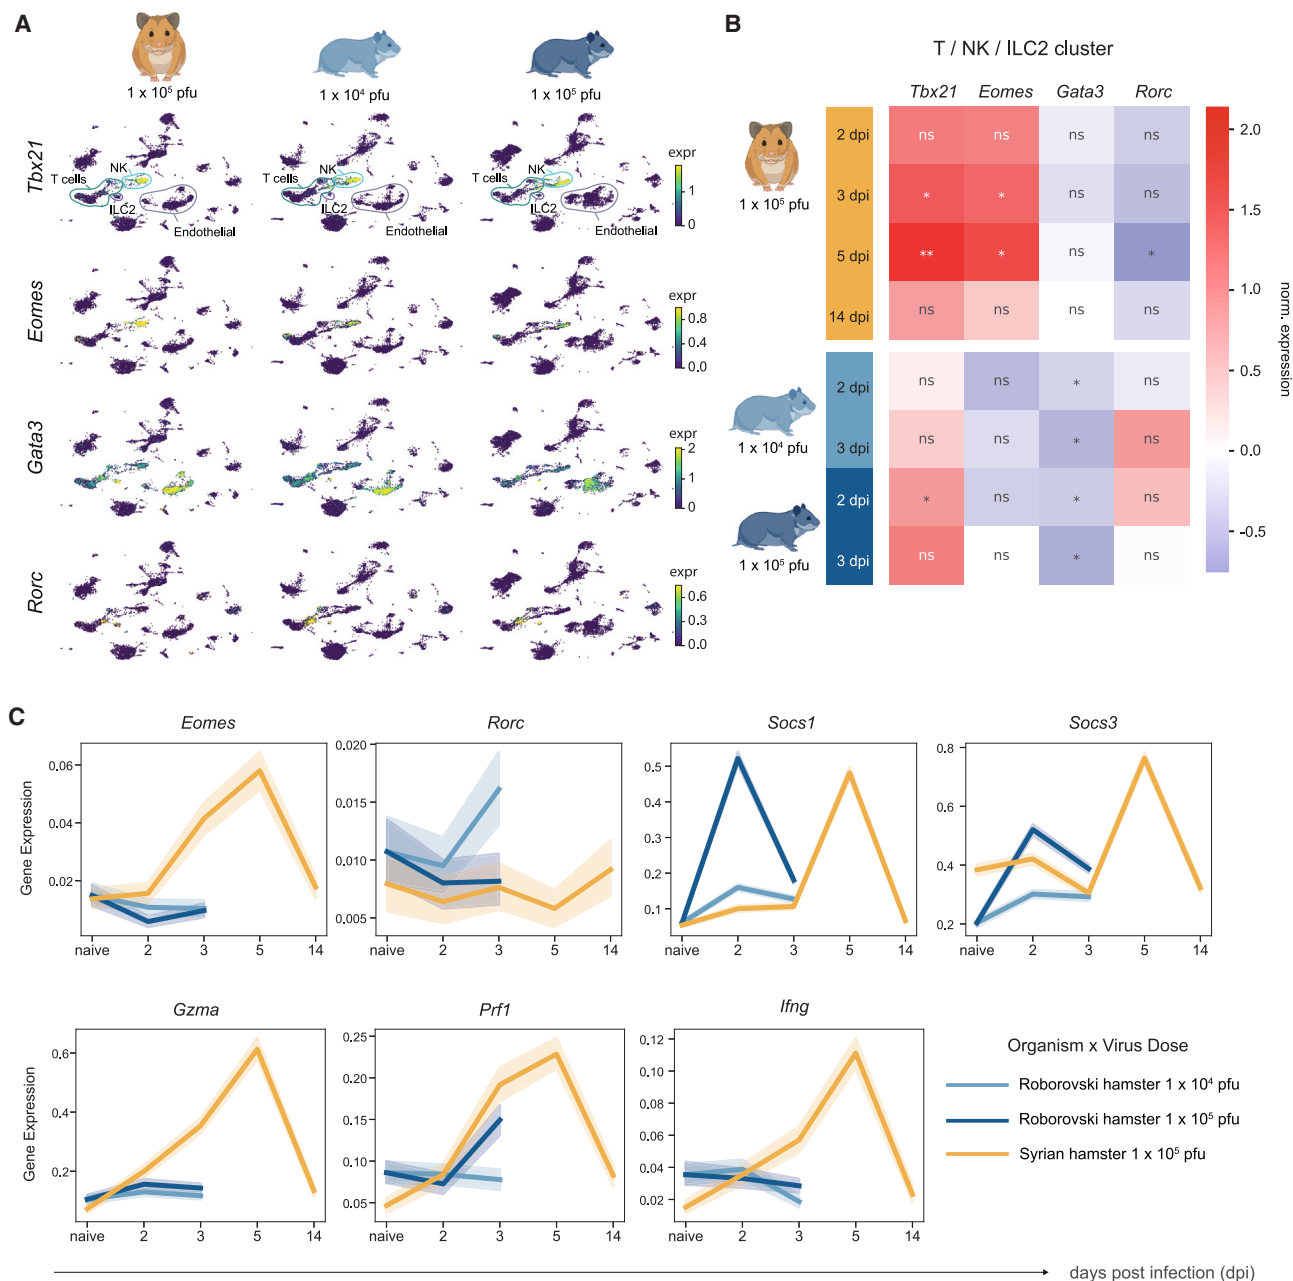 A
1 x 10⁵ pfu
1 x 10⁴ pfu
1 x 10⁵ pfu
Tbx21
T cells
NK
ILC2
Endothelial
T cells
NK
ILC2
Endothelial
T cells
NK
ILC2
Endothelial
expr
1
0
Eomes
expr
0.8
0.4
0.0
Gata3
expr
2
1
0
Rorc
expr
0.6
0.3
0.0
B
T / NK / ILC2 cluster
Tbx21 Eomes Gata3 Rorc
1 x 10⁵ pfu
2 dpi ns ns ns ns
3 dpi * * ns ns
5 dpi ** * ns *
14 dpi ns ns ns ns
1 x 10⁴ pfu
2 dpi ns ns * ns
3 dpi ns ns * ns
1 x 10⁵ pfu
2 dpi * ns * ns
3 dpi ns ns * ns
2.0
1.5
1.0
0.5
0.0
-0.5
norm. expression
C
Eomes
Gene Expression
0.06
0.04
0.02
naive 2 3 5 14
Rorc
0.020
0.015
0.010
0.005
naive 2 3 5 14
Socs1
0.5
0.4
0.3
0.2
0.1
naive 2 3 5 14
Socs3
0.8
0.6
0.4
0.2
naive 2 3 5 14
Gzma
Gene Expression
0.6
0.4
0.2
naive 2 3 5 14
Prf1
0.25
0.20
0.15
0.10
0.05
naive 2 3 5 14
Ifng
0.12
0.10
0.08
0.06
0.04
0.02
naive 2 3 5 14
Organism x Virus Dose
Roborovski hamster 1 x 10⁴ pfu
Roborovski hamster 1 x 10⁵ pfu
Syrian hamster 1 x 10⁵ pfu
days post infection (dpi)